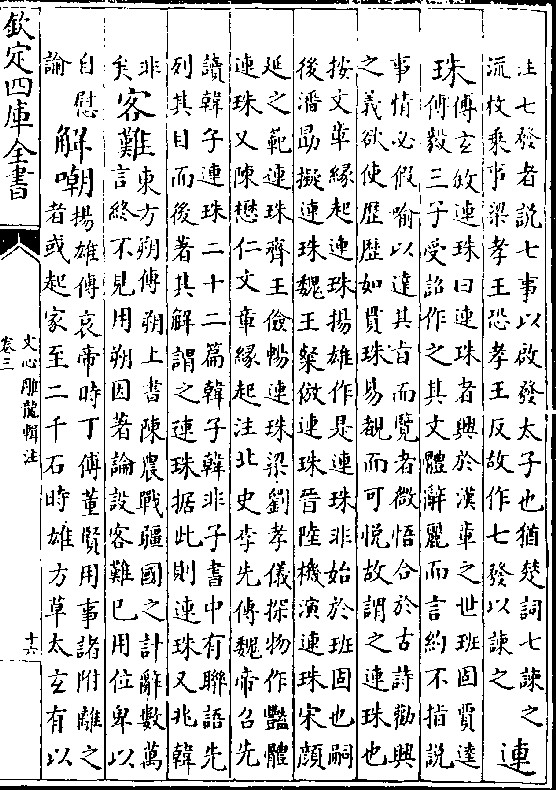 注七發者說七事以啟發太子也猶楚詞七諫之
流枚乘事梁孝王恐孝王反故作七發以諫之
連
珠
傅玄敘連珠曰連珠者興於漢章之世班固賈逵
傅毅三子受詔作之其文體辭麗而言約不指說
事情必假喻以達其旨而覽者微悟合於古詩勸興
之義欲使歷歷如貫珠易覩而可悅故謂之連珠也
按文章緣起連珠揚雄作是連珠非始於班固也嗣
後潘勗擬連珠魏王粲倣連珠晉陸機演連珠宋顏
延之範連珠齊王儉暢連珠梁劉孝儀探物作豔體
連珠又陳懋仁文章緣起注北史李先傳魏帝召先
讀韓子連珠二十二篇韓子韓非子書中有聯語先
列其目而後著其解謂之連珠据此則連珠又兆韓
非
矣
客難
東方朔傳朔上書陳農戰疆國之計辭數萬
言終不見用朔因著論設客難已用位卑以
自慰
論
解嘲
揚雄傳哀帝時丁傅董賢用事諸附離之
者或起家至二千石時雄方草太玄有以
欽定四庫全書
卷三
文心雕龍輯注
十六